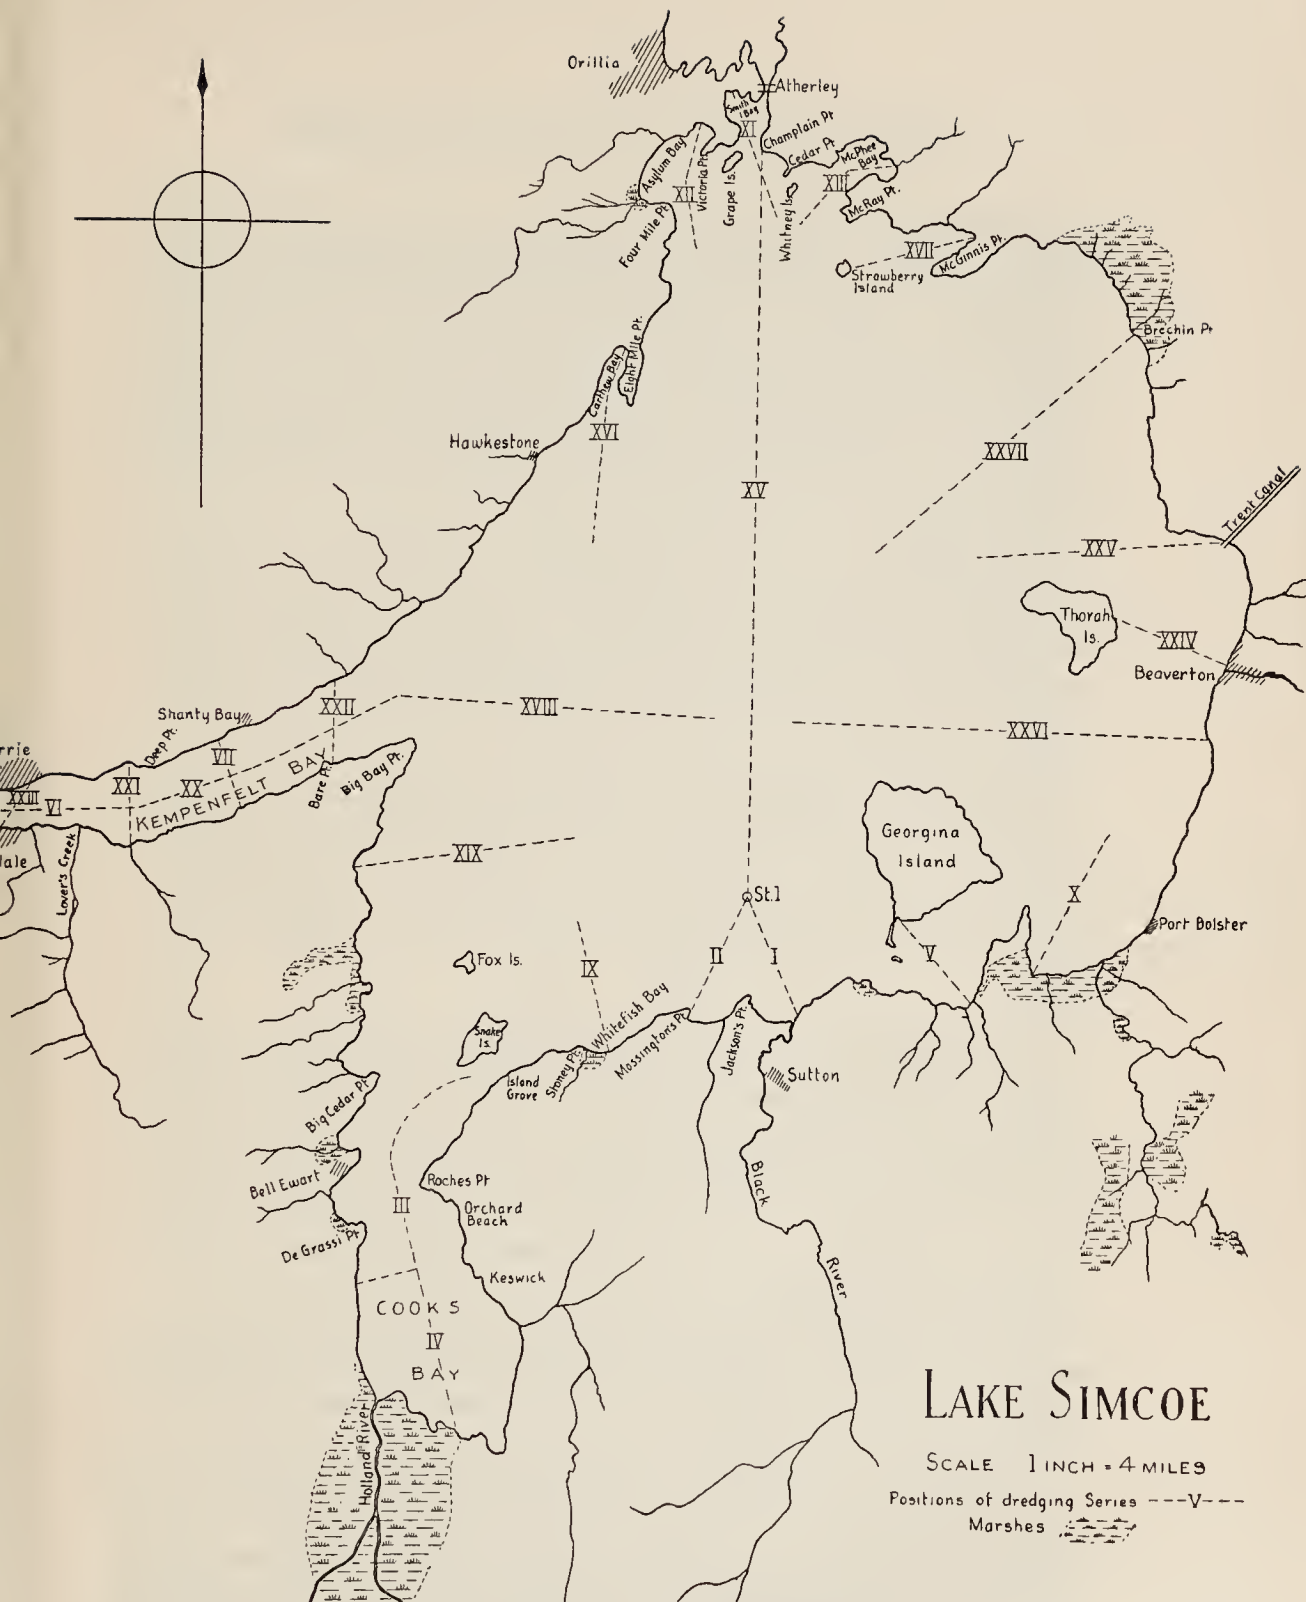 Orillia
Atherley
Smith
Bay
XI
Champlain Pt
Cedar Pt
McPhee
Bay
Asylum Bay
Victoria Pt.
XII
Grape Is.
Whitney Is.
XIII
McRay Pt.
Four Mile Pt
XVII
McGinnis Pt.
Strawberry
Island
Brechin Pt
Eight Mile Pt.
Carthew Bay
XVI
Hawkestone
XXVII
XV
Trent Canal
XXV
Thorah
Is.
XXIV
Beaverton
Shanty Bay
XXII
XVIII
XXVI
Deep Pt.
rrie
VII
XXI
XX
XXIII
VI
KEMPENFELT BAY
Bare Pt.
Big Bay Pt.
dale
Lover's Creek
XIX
Georgina
Island
St.1
X
Port Bolster
Fox Is.
IX
II
I
V
Snake
Is.
Whitefish Bay
Mossington's Pt.
Jackson's Pt.
Stoney Pt.
Island
Grove
Sutton
Big Cedar Pt
Bell Ewart
Roches Pt
III
Orchard
Beach
De Grassi Pt
Black
River
Keswick
COOKS
IV
BAY
Holland River
LAKE SIMCOE
SCALE 1 INCH = 4 MILES
Positions of dredging Series ---V---
Marshes